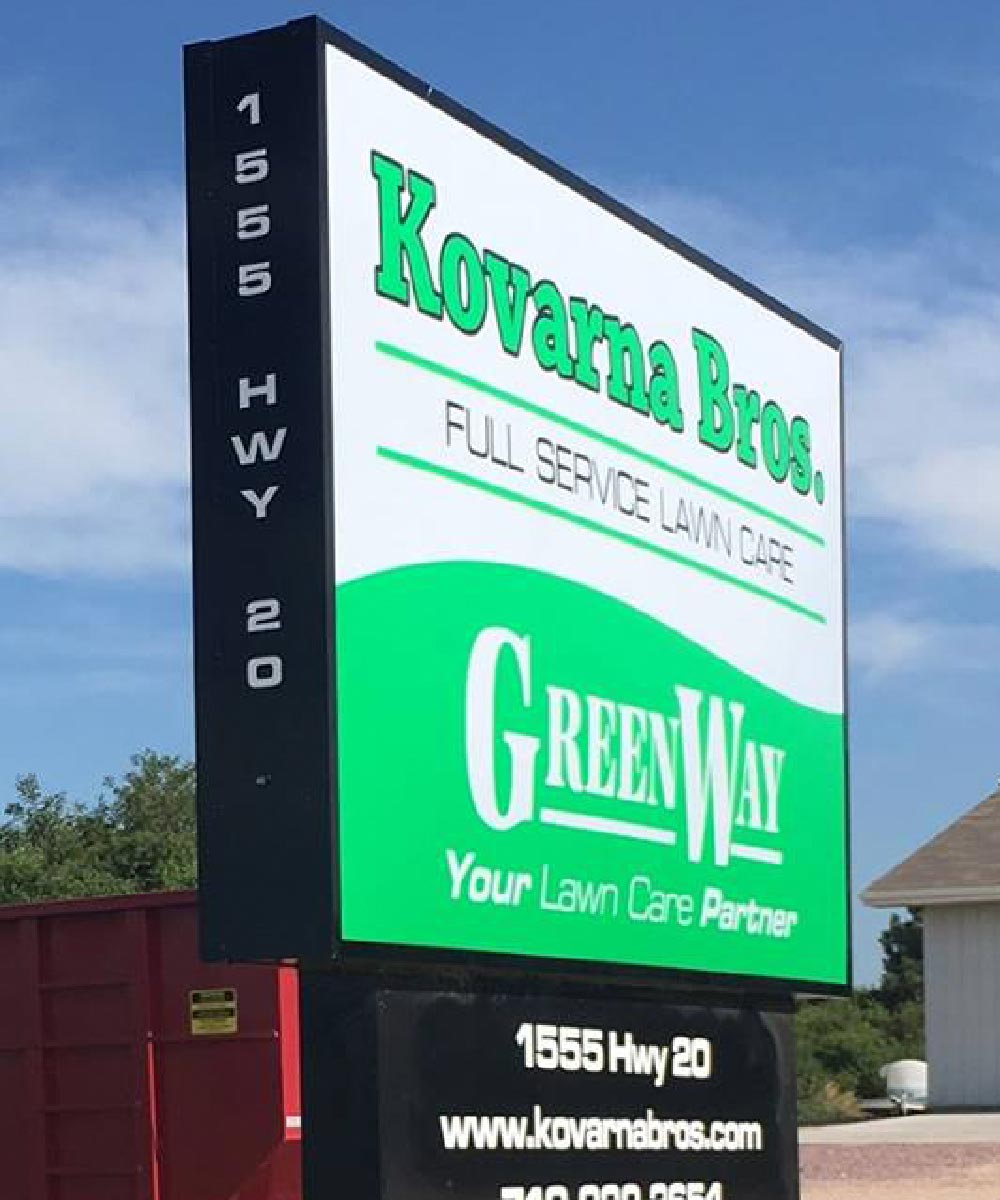 1555 HWY 20
Kovarna Bros.
FULL SERVICE LAWN CARE
GREENWAY
Your Lawn Care Partner
1555 Hwy 20
www.kovarnabros.com